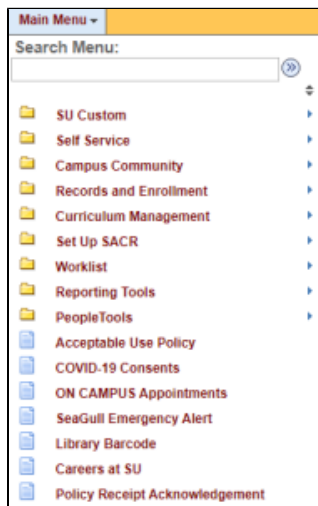 Main Menu
Search Menu:
SU Custom
Self Service
Campus Community
Records and Enrollment
Curriculum Management
Set Up SACR
Worklist
Reporting Tools
PeopleTools
Acceptable Use Policy
COVID-19 Consents
ON CAMPUS Appointments
SeaGull Emergency Alert
Library Barcode
Careers at SU
Policy Receipt Acknowledgement